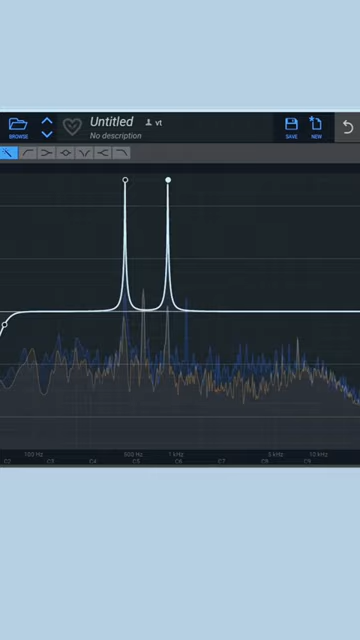 Untitled vt
BROWSE No description SAVE NEW
100 Hz 500 Hz 1 kHz 5 kHz 10 kHz
C2 C3 C4 C5 C6 C7 C8 C9